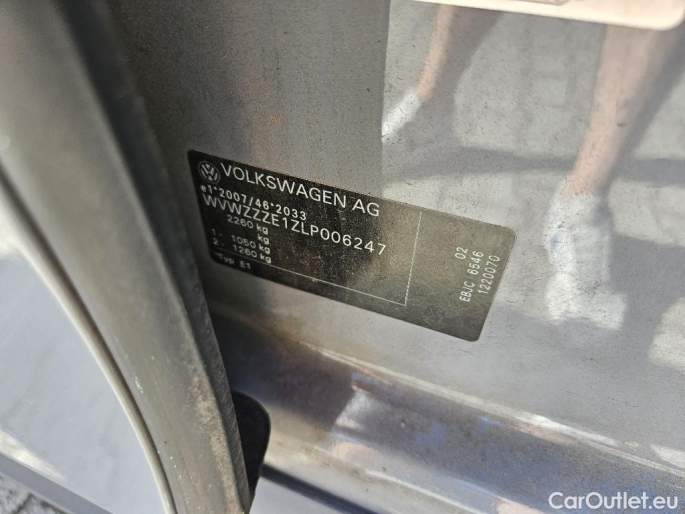 VOLKSWAGEN AG
e1*2007/46*2033
WVWZZZE1ZLP006247
2260 kg
kg
1. 1050 kg
2. 1260 kg
Typ E1
02
EBJC 6546
1220070
CarOutlet.eu